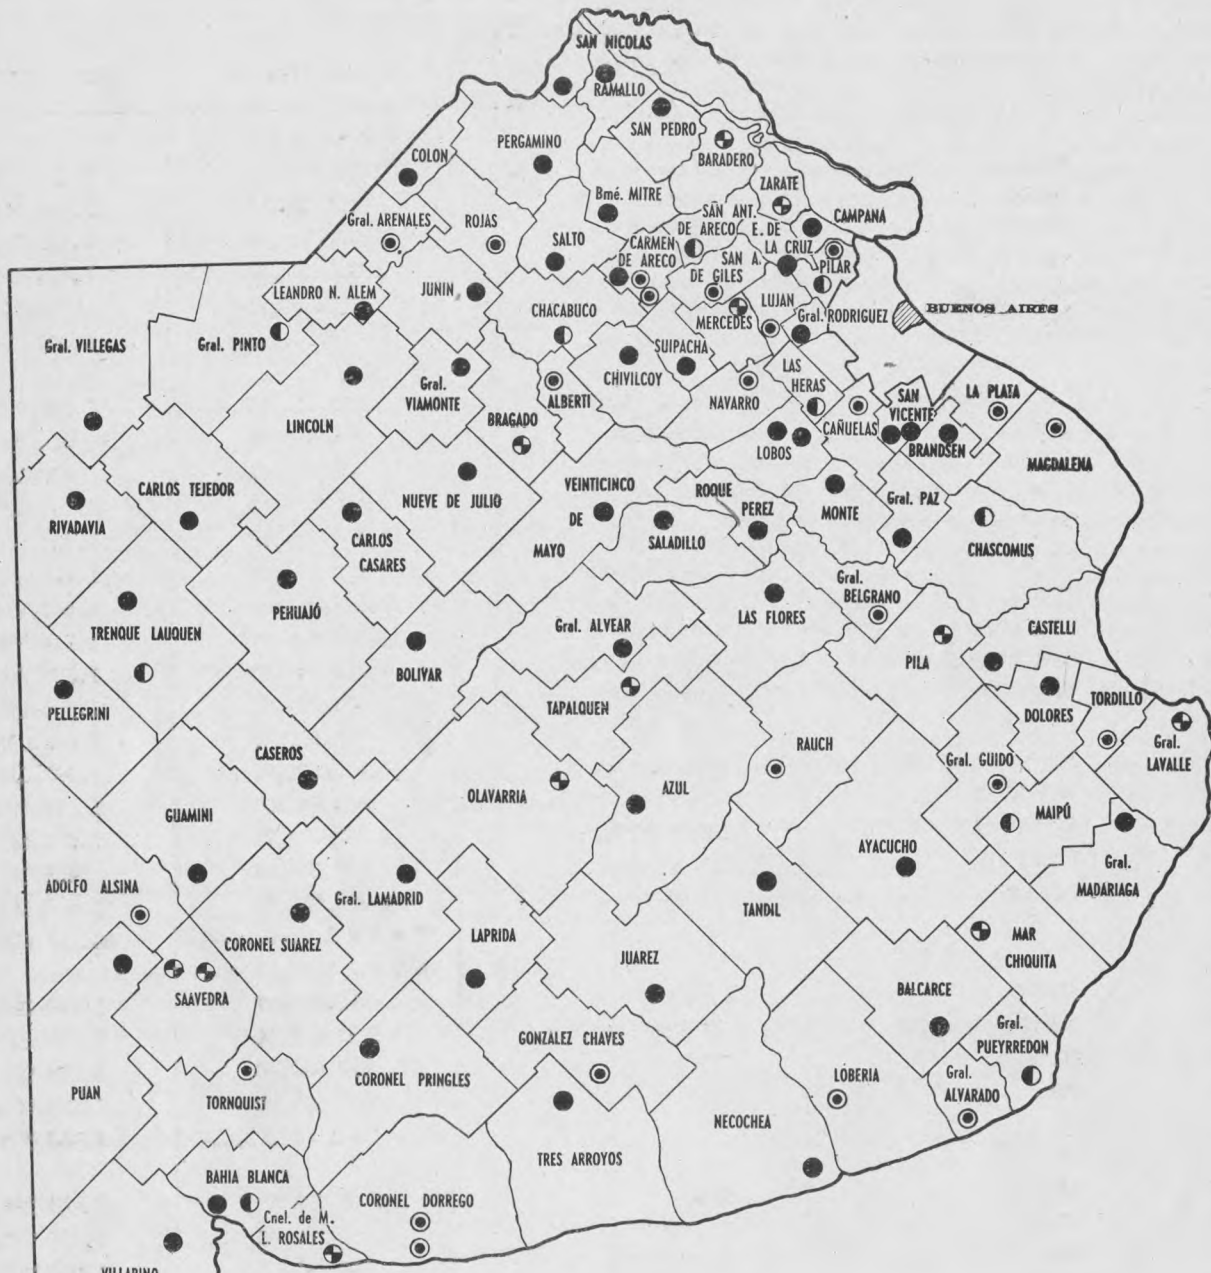 SAN NICOLAS
RAMALLO
SAN PEDRO
PERGAMINO
BARADERO
COLON
ZARATE
Bmé. MITRE
CAMPANA
Gral. ARENALES
ROJAS
SAN ANT.
DE ARECO
E. DE
LA CRUZ
SALTO
CARMEN
DE ARECO
SAN A.
DE GILES
PILAR
LEANDRO N. ALEM
JUNIN
CHACABUCO
LUJAN
MERCEDES
Gral. RODRIGUEZ
BUENOS AIRES
Gral. VILLEGAS
Gral. PINTO
SUIPACHA
CHIVILCOY
LAS
HERAS
Gral.
VIAMONTE
ALBERTI
NAVARRO
SAN
VICENTE
LA PLATA
LINCOLN
BRAGADO
CAÑUELAS
BRANDSEN
LOBOS
MAGDALENA
CARLOS TEJEDOR
NUEVE DE JULIO
VEINTICINCO
DE
MAYO
ROQUE
PEREZ
Gral. PAZ
RIVADAVIA
MONTE
CARLOS
CASARES
SALADILLO
CHASCOMUS
Gral.
BELGRANO
PEHUAJÓ
LAS FLORES
TRENQUE LAUQUEN
Gral. ALVEAR
CASTELLI
PILA
BOLIVAR
PELLEGRINI
TAPALQUEN
DOLORES
TORDILLO
Gral.
LAVALLE
CASEROS
RAUCH
Gral. GUIDO
OLAVARRIA
AZUL
GUAMINI
MAIPÚ
AYACUCHO
Gral.
MADARIAGA
ADOLFO ALSINA
Gral. LAMADRID
TANDIL
CORONEL SUAREZ
LAPRIDA
MAR
CHIQUITA
JUAREZ
SAAVEDRA
BALCARCE
Gral.
PUEYRREDON
GONZALEZ CHAVES
PUAN
TORNQUIST
CORONEL PRINGLES
LOBERIA
Gral.
ALVARADO
NECOCHEA
TRES ARROYOS
BAHIA BLANCA
CORONEL DORREGO
Cnel. de M.
L. ROSALES
VILLARINO